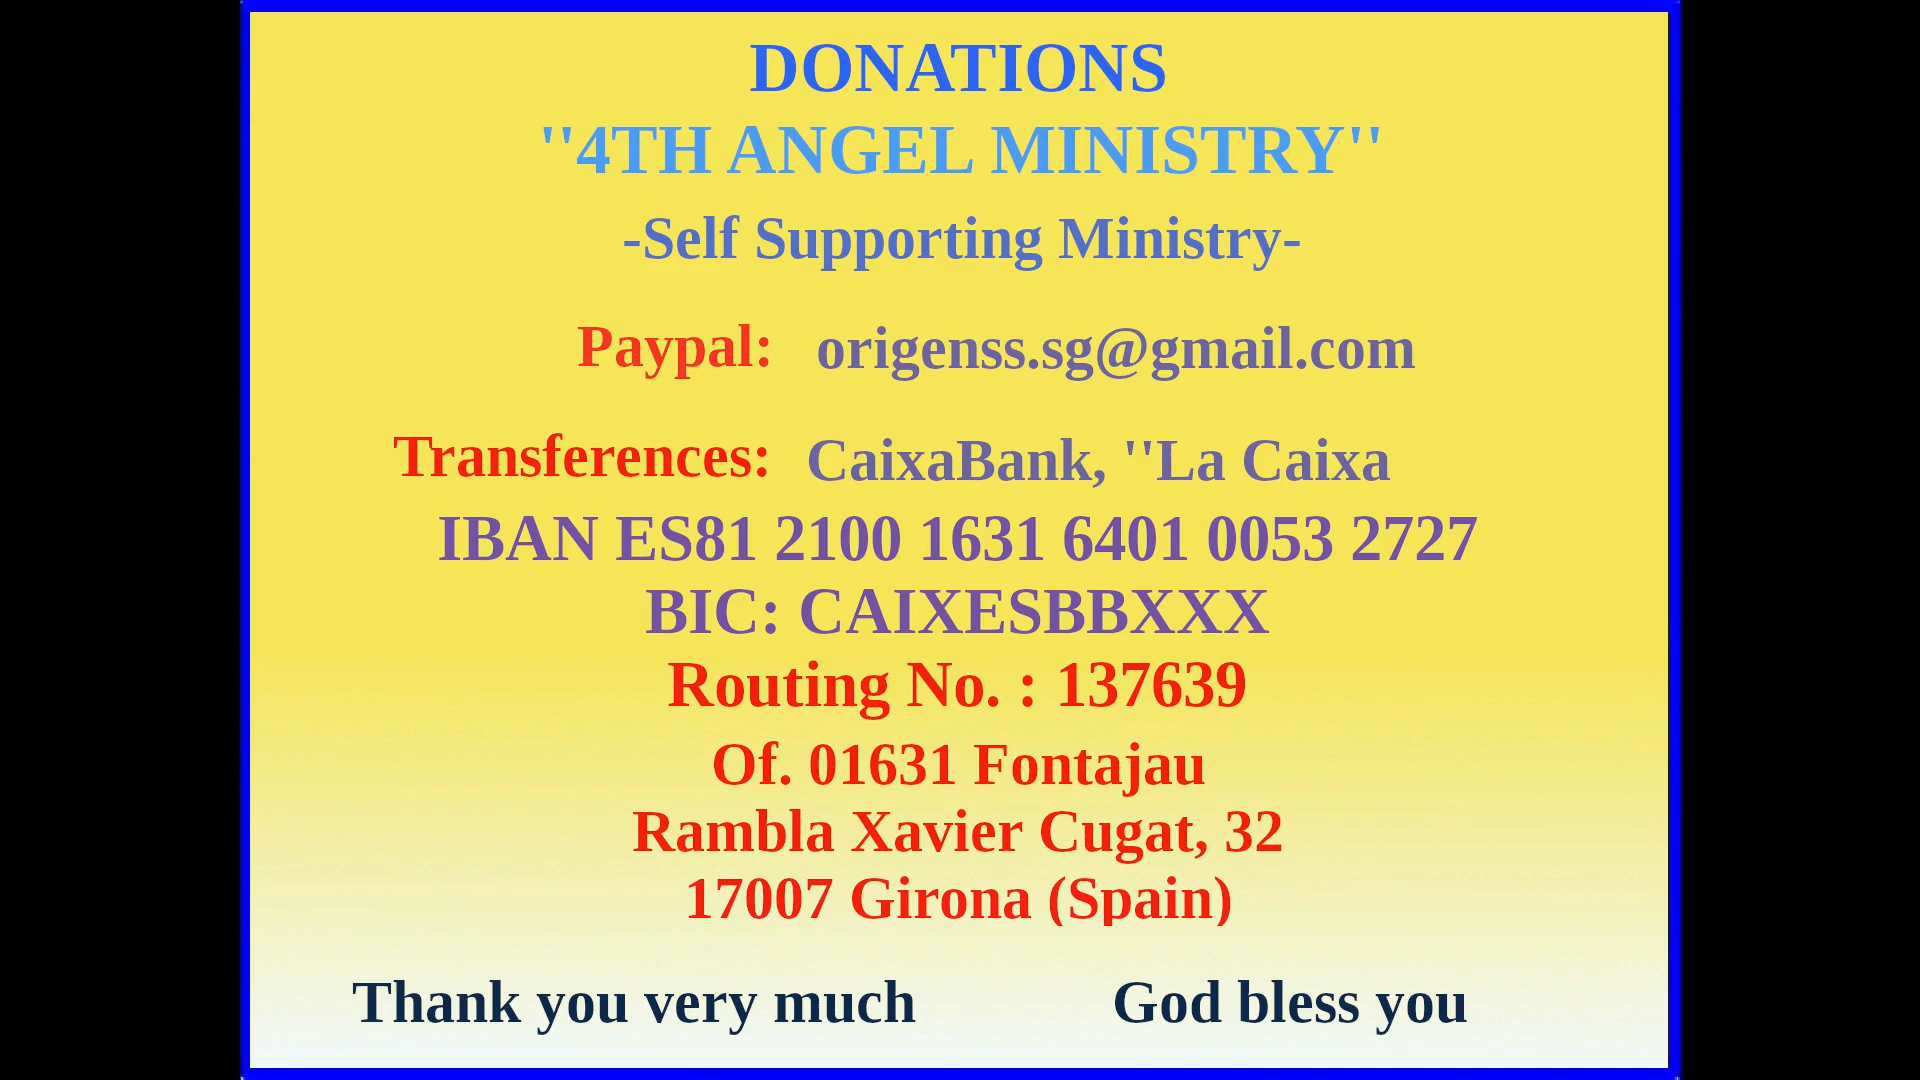 DONATIONS
''4TH ANGEL MINISTRY''
-Self Supporting Ministry-
Paypal: origenss.sg@gmail.com
Transferences: CaixaBank, ''La Caixa
IBAN ES81 2100 1631 6401 0053 2727
BIC: CAIXESBBXXX
Routing No. : 137639
Of. 01631 Fontajau
Rambla Xavier Cugat, 32
17007 Girona (Spain)
Thank you very much God bless you